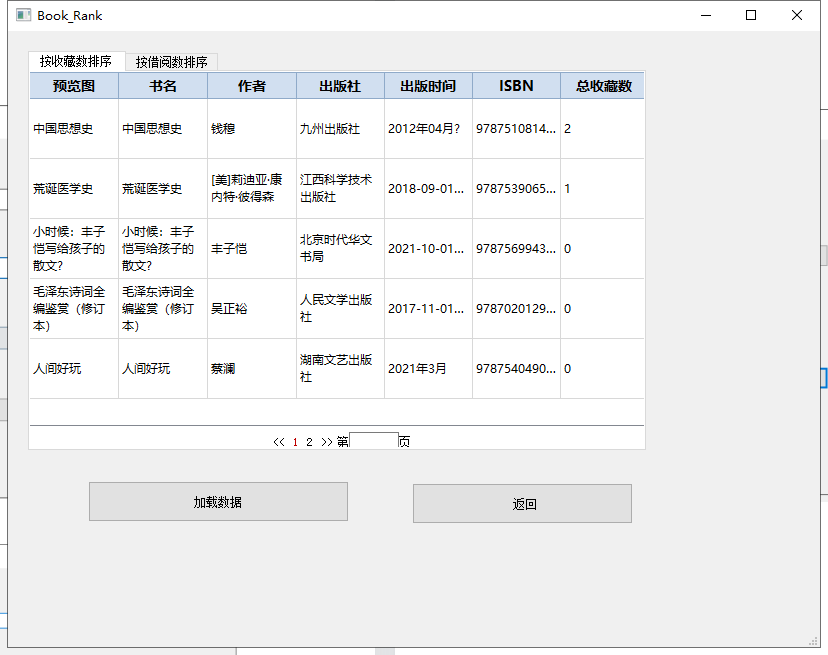 Book_Rank
按收藏数排序 按借阅数排序
预览图 书名 作者 出版社 出版时间 ISBN 总收藏数
中国思想史 中国思想史 钱穆 九州出版社 2012年04月? 9787510814... 2
荒诞医学史 荒诞医学史 [美]莉迪亚·康 内特·彼得森 江西科学技术 出版社 2018-09-01... 9787539065... 1
小时候：丰子 恺写给孩子的 散文? 小时候：丰子 恺写给孩子的 散文? 丰子恺 北京时代华文 书局 2021-10-01... 9787569943... 0
毛泽东诗词全 编鉴赏（修订 本） 毛泽东诗词全 编鉴赏（修订 本） 吴正裕 人民文学出版 社 2017-11-01... 9787020129... 0
人间好玩 人间好玩 蔡澜 湖南文艺出版 社 2021年3月 9787540490... 0
<< 1 2 >> 第 页
加载数据 返回